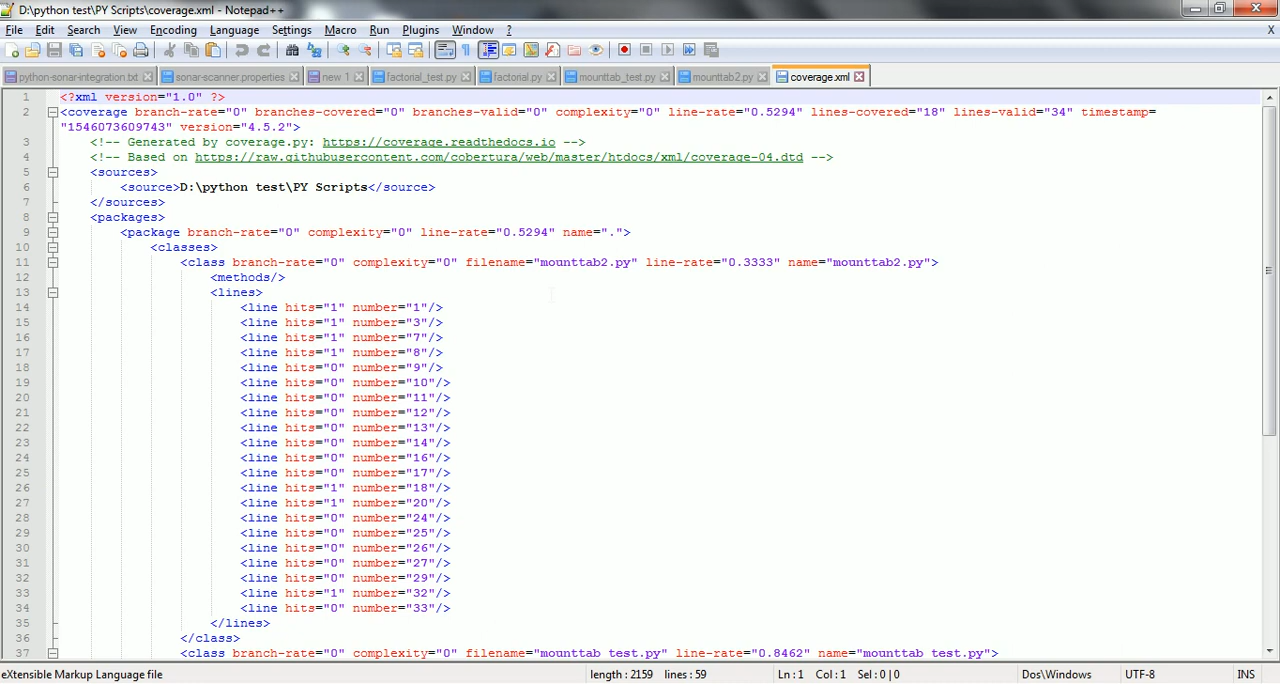 D:\python test\PY Scripts\coverage.xml - Notepad++
File Edit Search View Encoding Language Settings Macro Run Plugins Window ? X
python-sonar-integration.txt sonar-scanner.properties new 1 factorial_test.py factorial.py mounttab_test.py mounttab2.py coverage.xml
1 <?xml version="1.0" ?>
2 <coverage branch-rate="0" branches-covered="0" branches-valid="0" complexity="0" line-rate="0.5294" lines-covered="18" lines-valid="34" timestamp=
"1546073609743" version="4.5.2">
3 <!-- Generated by coverage.py: https://coverage.readthedocs.io -->
4 <!-- Based on https://raw.githubusercontent.com/cobertura/web/master/htdocs/xml/coverage-04.dtd -->
5 <sources>
6 <source>D:\python test\PY Scripts</source>
7 </sources>
8 <packages>
9 <package branch-rate="0" complexity="0" line-rate="0.5294" name=".">
10 <classes>
11 <class branch-rate="0" complexity="0" filename="mounttab2.py" line-rate="0.3333" name="mounttab2.py">
12 <methods/>
13 <lines>
14 <line hits="1" number="1"/>
15 <line hits="1" number="3"/>
16 <line hits="1" number="7"/>
17 <line hits="1" number="8"/>
18 <line hits="0" number="9"/>
19 <line hits="0" number="10"/>
20 <line hits="0" number="11"/>
21 <line hits="0" number="12"/>
22 <line hits="0" number="13"/>
23 <line hits="0" number="14"/>
24 <line hits="0" number="16"/>
25 <line hits="0" number="17"/>
26 <line hits="1" number="18"/>
27 <line hits="1" number="20"/>
28 <line hits="0" number="24"/>
29 <line hits="0" number="25"/>
30 <line hits="0" number="26"/>
31 <line hits="0" number="27"/>
32 <line hits="0" number="29"/>
33 <line hits="1" number="32"/>
34 <line hits="0" number="33"/>
35 </lines>
36 </class>
37 <class branch-rate="0" complexity="0" filename="mounttab test.py" line-rate="0.8462" name="mounttab test.py">
eXtensible Markup Language file length : 2159 lines : 59 Ln : 1 Col : 1 Sel : 0 | 0 Dos\Windows UTF-8 INS